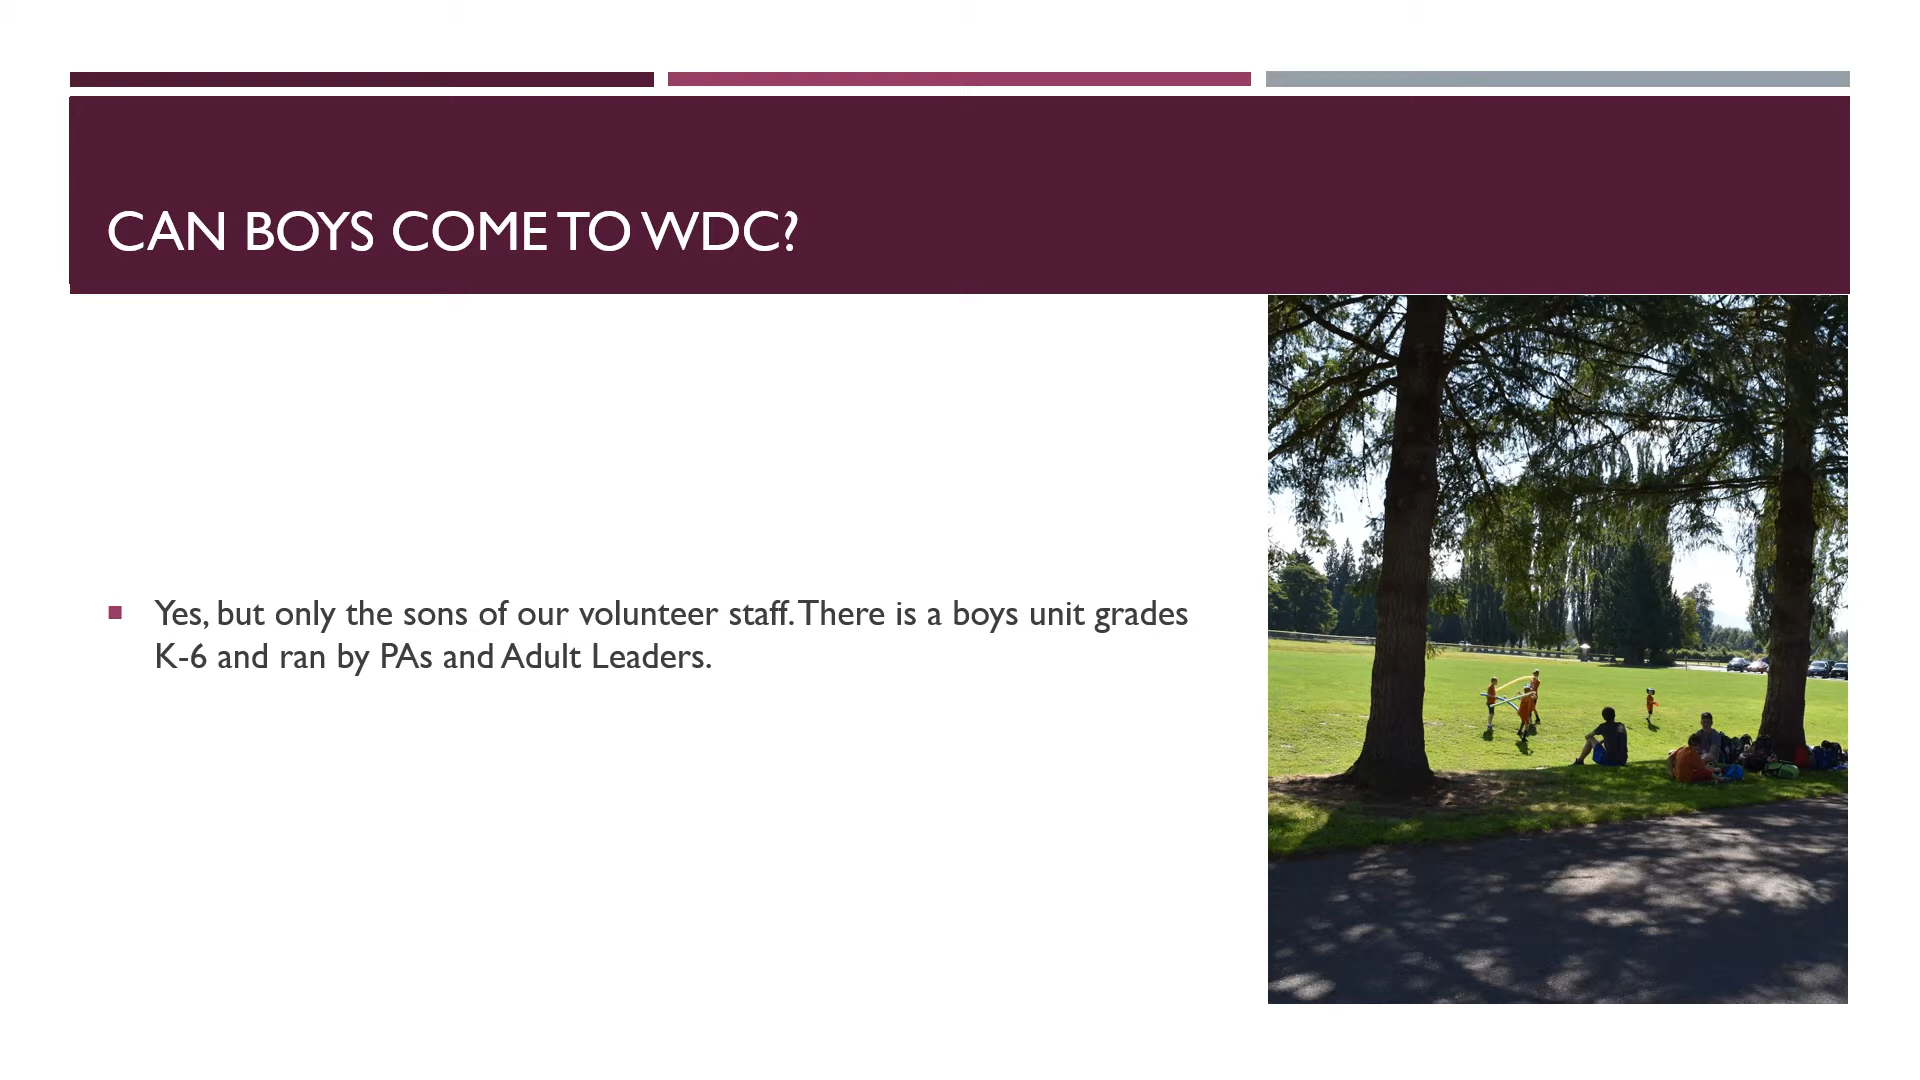 CAN BOYS COME TO WDC?
Yes, but only the sons of our volunteer staff. There is a boys unit grades
K-6 and ran by PAs and Adult Leaders.